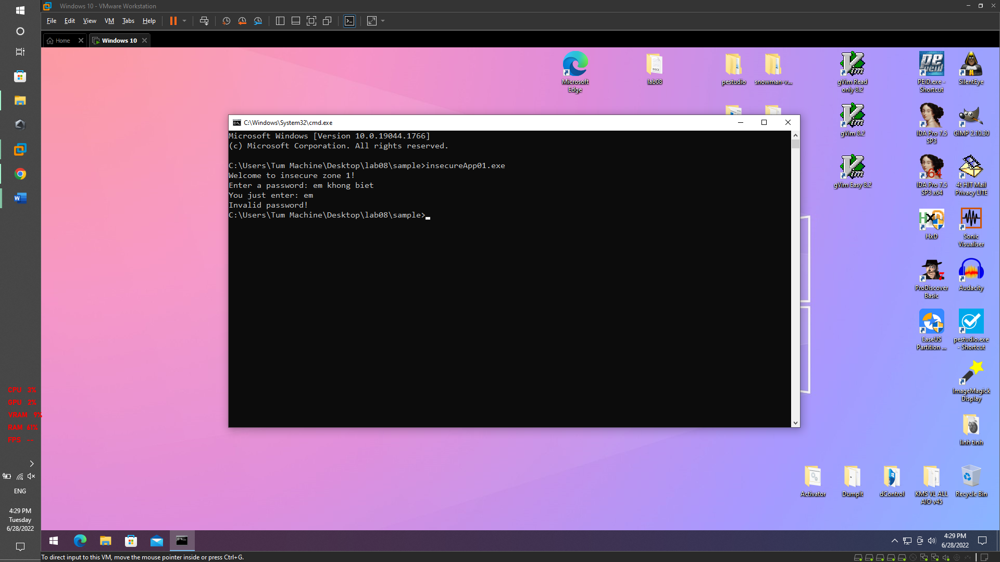 Windows 10 - VMware Workstation
File Edit View VM Tabs Help
Home
Windows 10
Microsoft Edge
lab08
pestudio
snowman-v...
gVim Read only 8.2
PEiD.exe - Shortcut
SilentEye
gVim 8.2
IDA Pro 7.5 SP3
GIMP 2.10.30
gVim Easy 8.2
IDA Pro 7.5 SP3 x64
4t HIT Mail Privacy LITE
HxD
Sonic Visualiser
ProDiscover Basic
Audacity
EaseUS Partition ...
pestudio.exe - Shortcut
ImageMagick Display
linh tinh
Activator
DumpIt
dControl
KMS VL ALL AIO v45
Recycle Bin
C:\Windows\System32\cmd.exe
Microsoft Windows [Version 10.0.19044.1766]
(c) Microsoft Corporation. All rights reserved.
C:\Users\Tum Machine\Desktop\lab08\sample>insecureApp01.exe
Welcome to insecure zone 1!
Enter a password: em khong biet
You just enter: em
Invalid password!
C:\Users\Tum Machine\Desktop\lab08\sample>
CPU 3%
GPU 2%
VRAM 9%
RAM 61%
FPS --
ENG
4:29 PM
Tuesday
6/28/2022
4:29 PM
6/28/2022
To direct input to this VM, move the mouse pointer inside or press Ctrl+G.